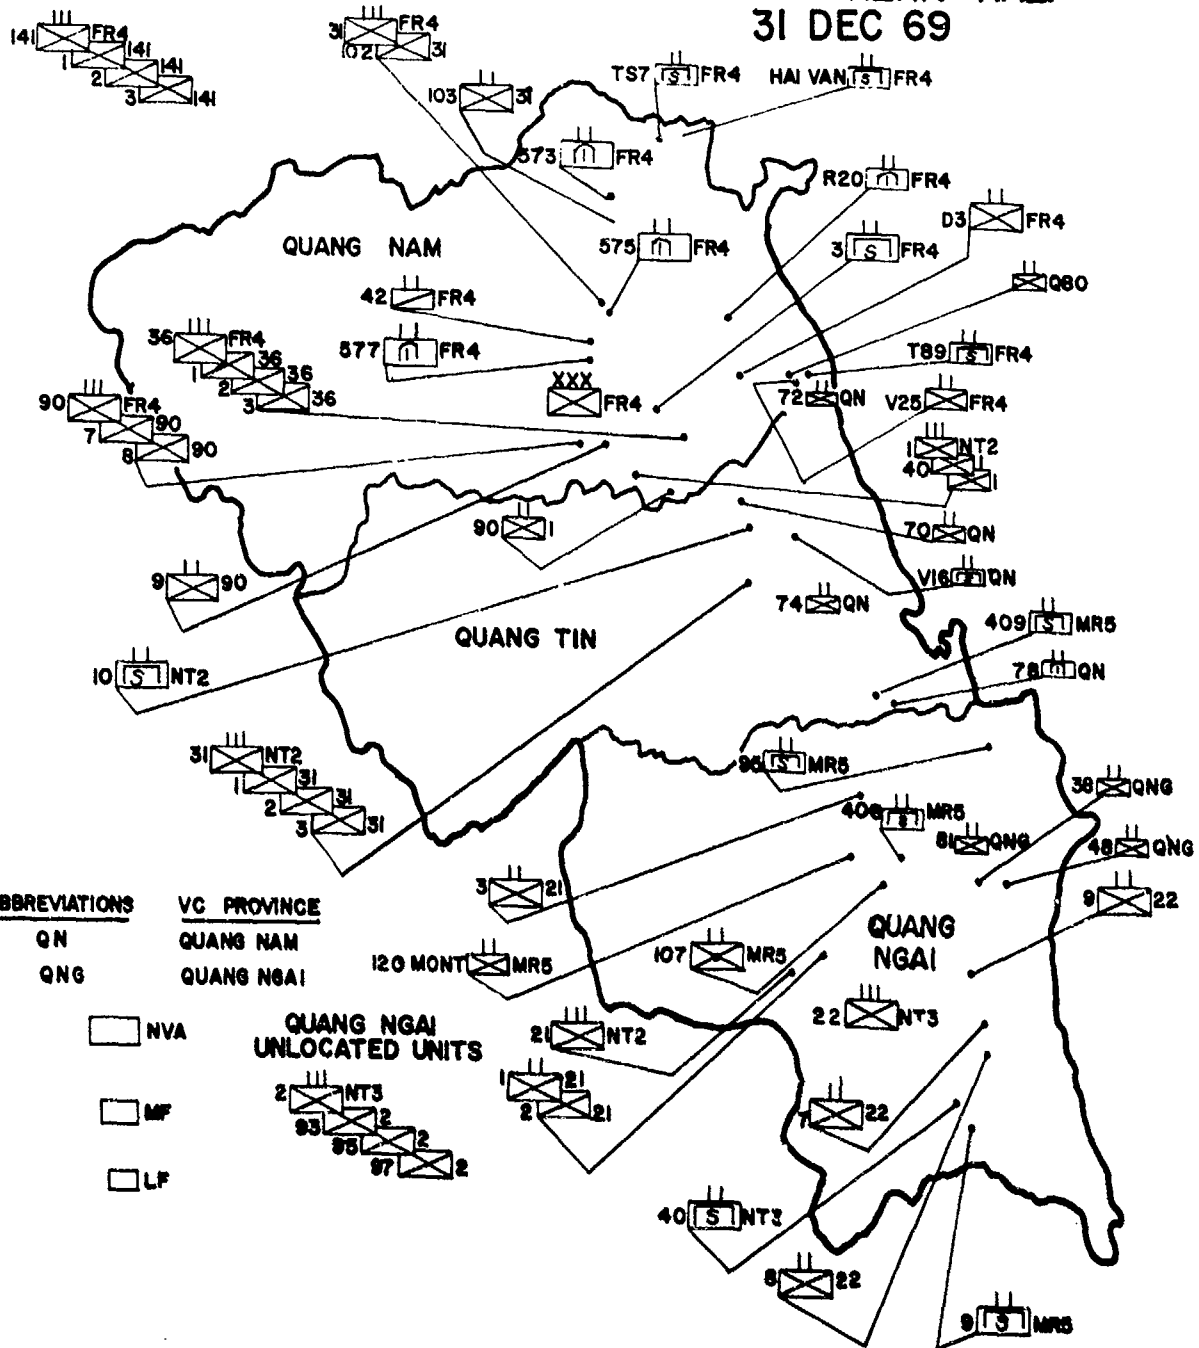 31 DEC 69
141 FR4
1 141
2 141
3 141
31 FR4
102 31
103 31
TS7 S FR4
HAI VAN S FR4
573 FR4
R20 FR4
D3 FR4
QUANG NAM
575 FR4
3 S FR4
42 FR4
Q80
36 FR4
1 36
2 36
3 36
577 FR4
T89 S FR4
XXX FR4
72 QN
V25 FR4
90 FR4
7 90
8 90
1 NT2
40 1
1
90 1
70 QN
9 90
V16 QN
74 QN
QUANG TIN
409 S MR5
10 S NT2
78 QN
31 NT2
1 31
2 31
3 31
95 S MR5
38 QNG
406 S MR5
81 QNG
48 QNG
3 21
9 22
BBREVIATIONS VC PROVINCE
QN QUANG NAM
QNG QUANG NGAI
QUANG
NGAI
120 MONT MR5
107 MR5
22 NT3
NVA
QUANG NGAI
UNLOCATED UNITS
21 NT2
2 NT3
93 2
95 2
97 2
1 21
2 21
MF
7 22
LF
40 S NT3
8 22
9 S MR5